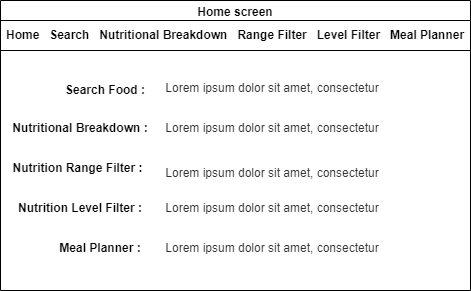 Home screen
Home Search Nutritional Breakdown Range Filter Level Filter Meal Planner
Search Food : Lorem ipsum dolor sit amet, consectetur
Nutritional Breakdown : Lorem ipsum dolor sit amet, consectetur
Nutrition Range Filter : Lorem ipsum dolor sit amet, consectetur
Nutrition Level Filter : Lorem ipsum dolor sit amet, consectetur
Meal Planner : Lorem ipsum dolor sit amet, consectetur